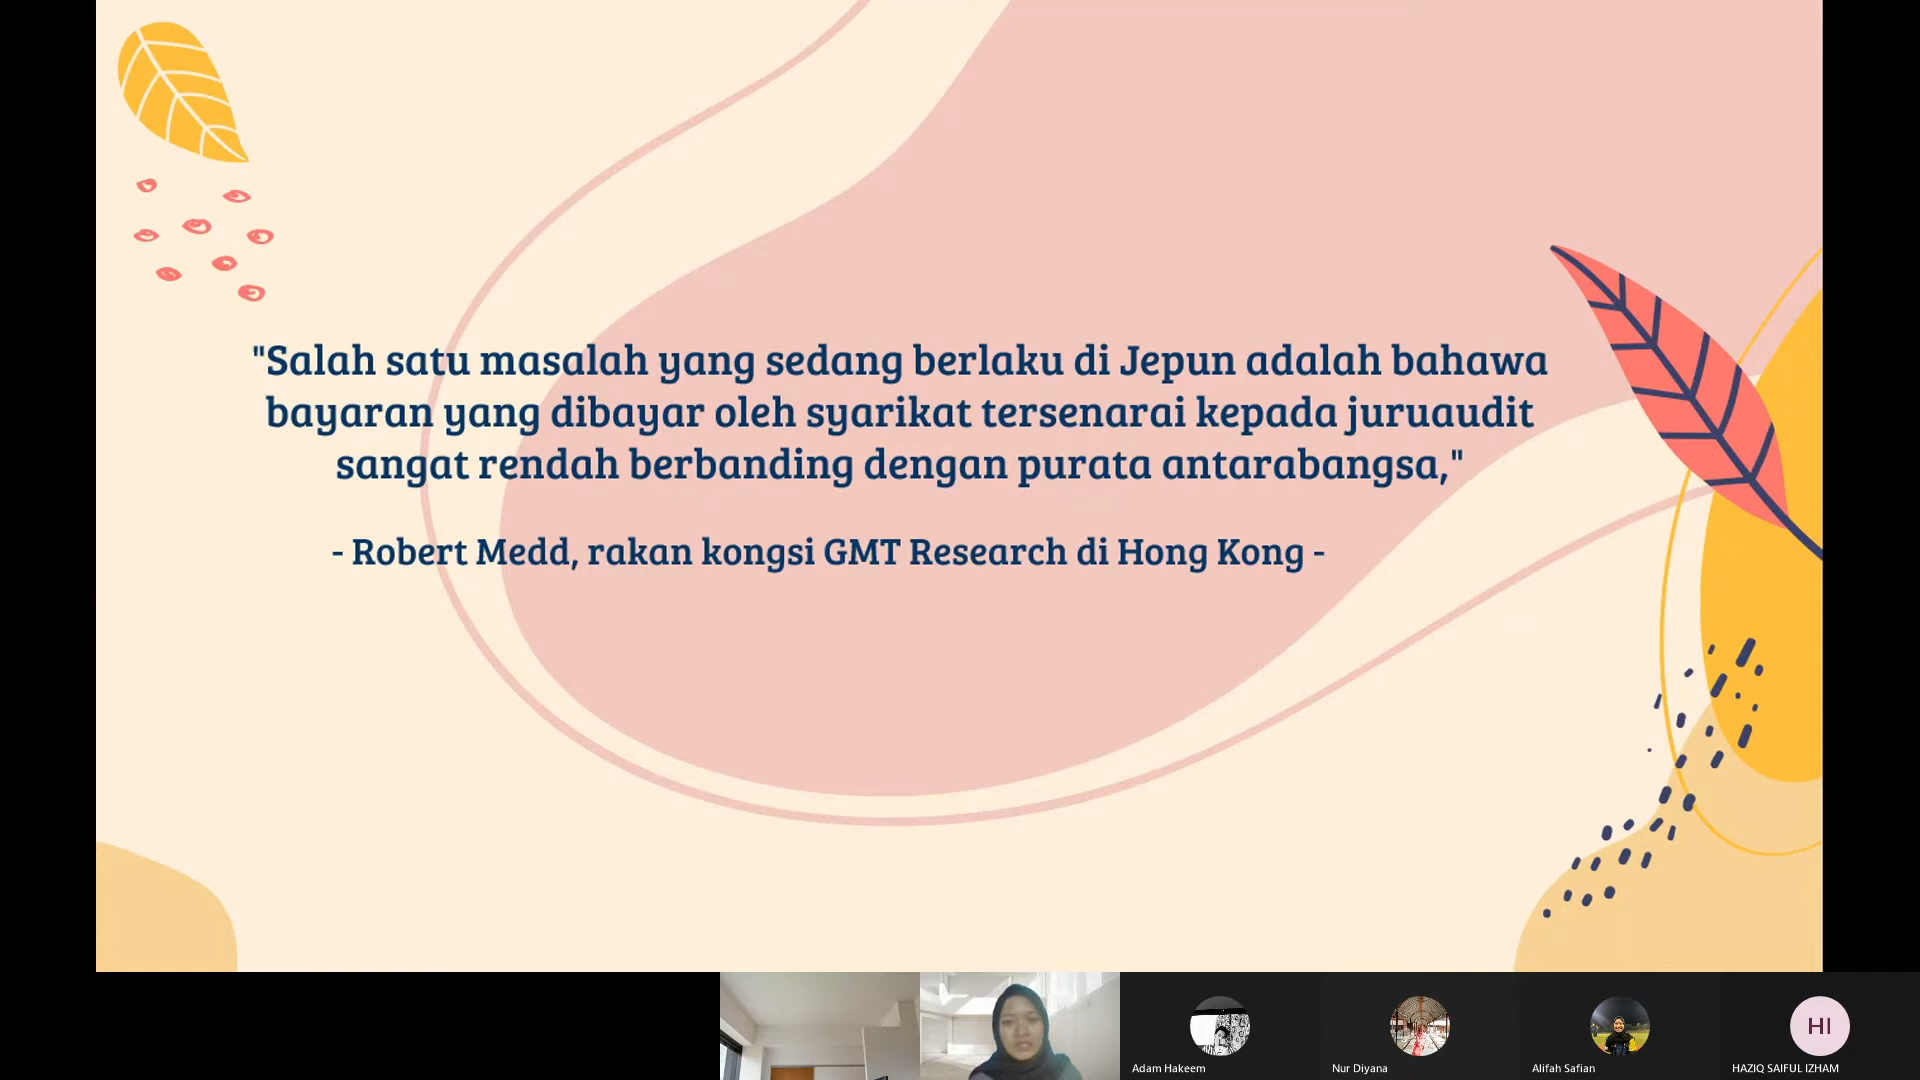 "Salah satu masalah yang sedang berlaku di Jepun adalah bahawa
bayaran yang dibayar oleh syarikat tersenarai kepada juruaudit
sangat rendah berbanding dengan purata antarabangsa,"
- Robert Medd, rakan kongsi GMT Research di Hong Kong -
HI
Adam Hakeem
Nur Diyana
Alifah Safian
HAZIQ SAIFUL IZHAM